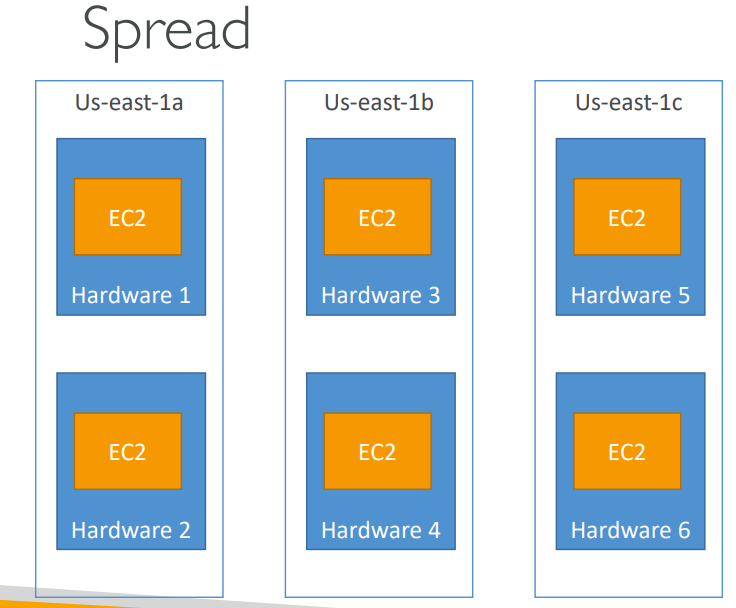 Spread
Us-east-1a
EC2
Hardware 1
EC2
Hardware 2
Us-east-1b
EC2
Hardware 3
EC2
Hardware 4
Us-east-1c
EC2
Hardware 5
EC2
Hardware 6